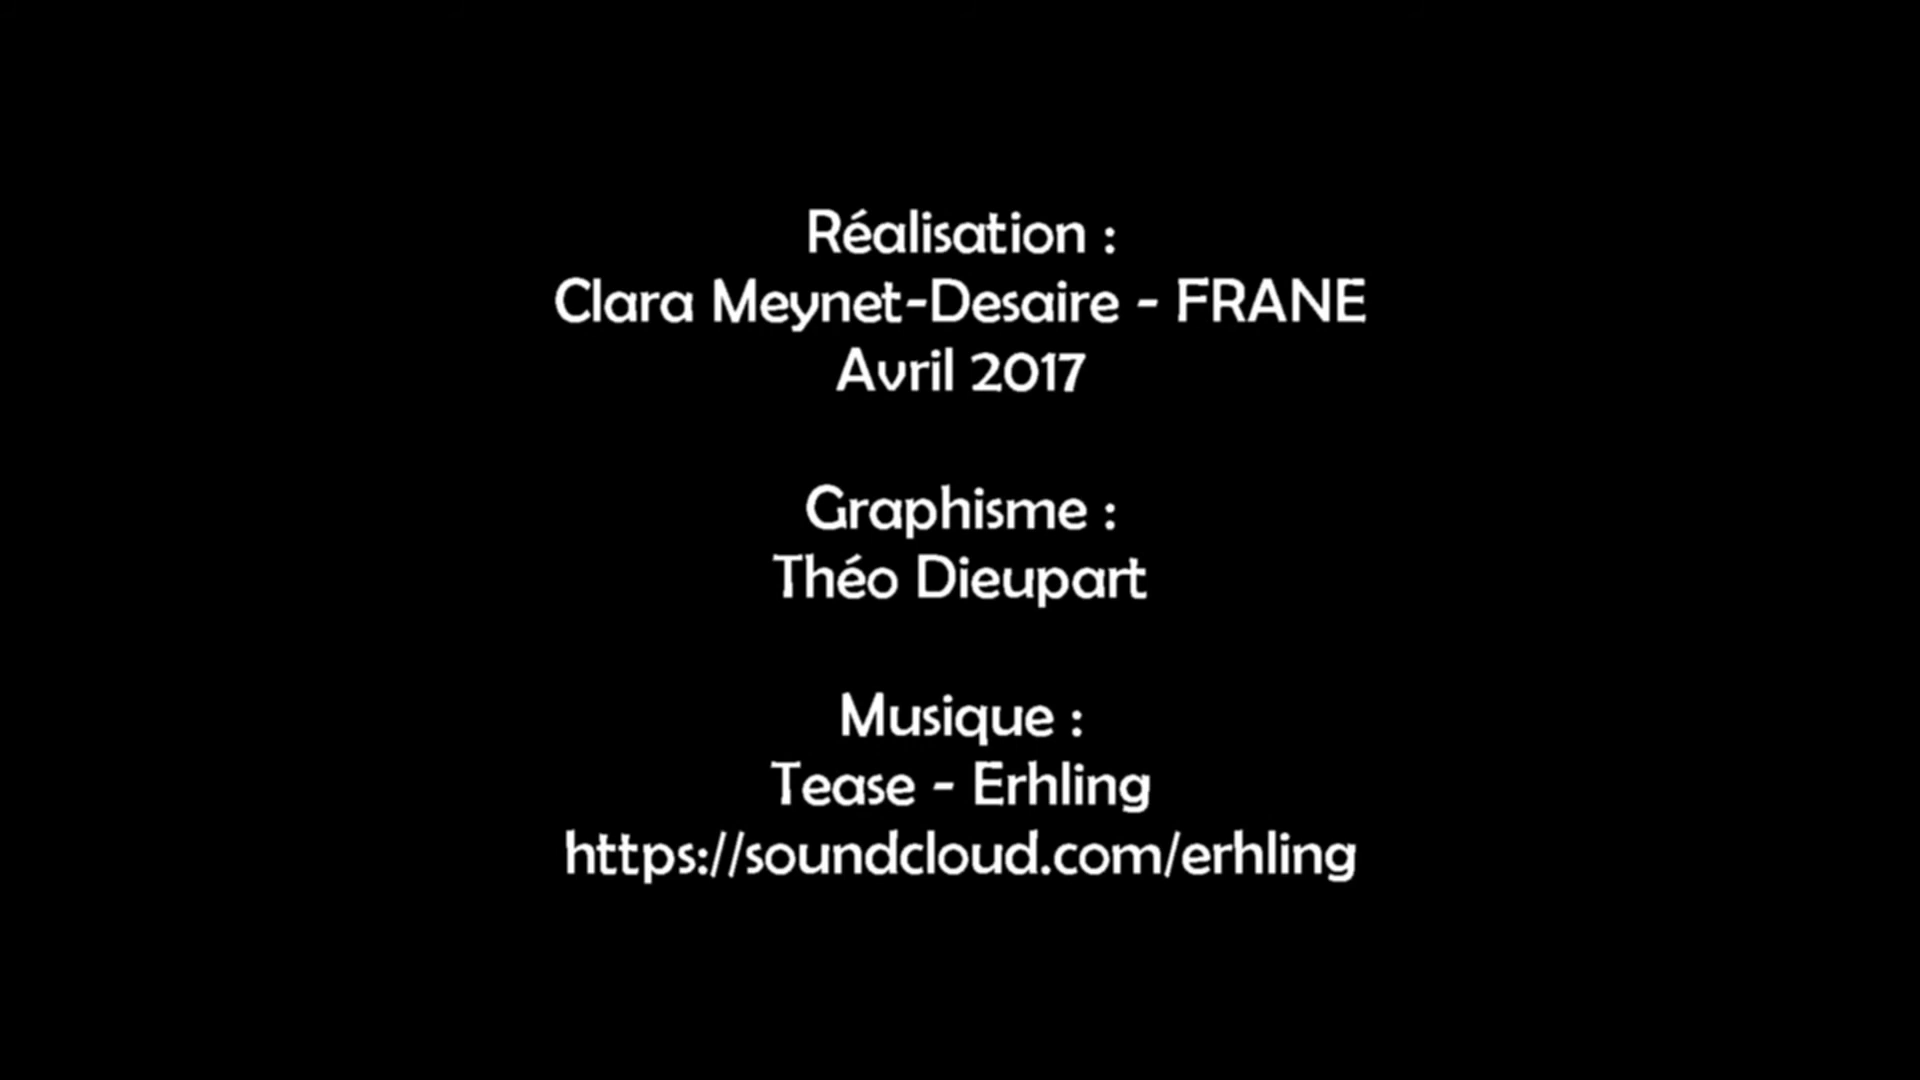 Réalisation :
Clara Meynet-Desaire - FRANE
Avril 2017
Graphisme :
Théo Dieupart
Musique :
Tease - Erhling
https://soundcloud.com/erhling